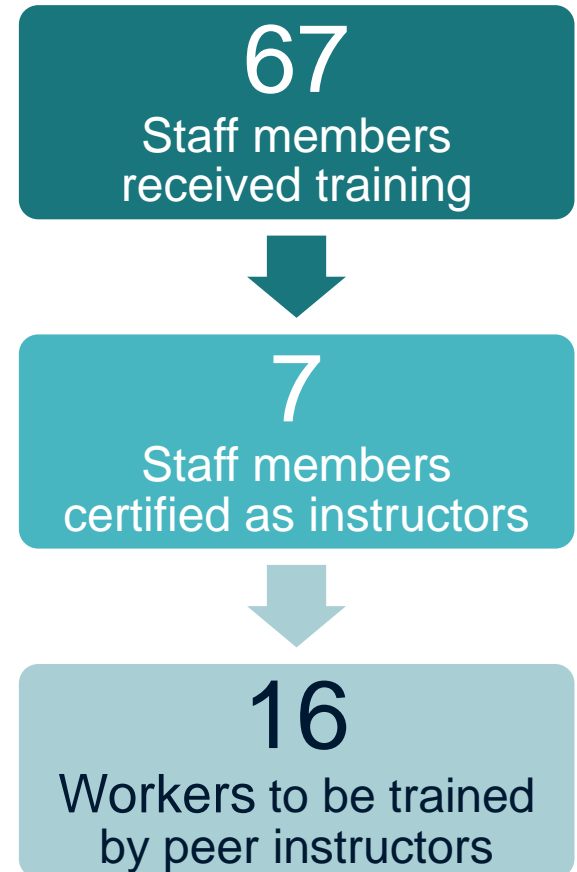 67
Staff members
received training
7
Staff members
certified as instructors
16
Workers to be trained
by peer instructors